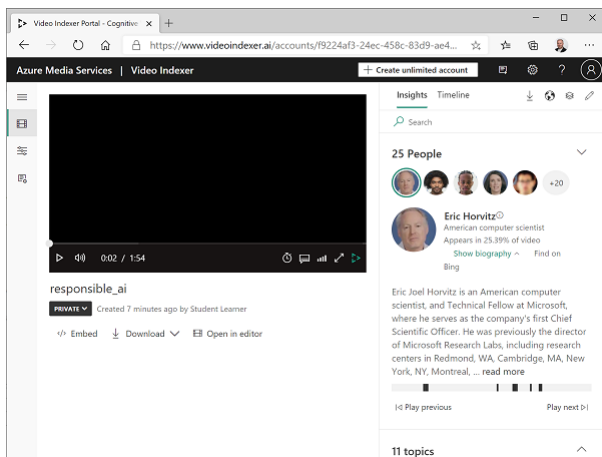 Video Indexer Portal - Cognitive
https://www.videoindexer.ai/accounts/f9224af3-24ec-458c-83d9-ae4...
Azure Media Services | Video Indexer
Create unlimited account
Insights Timeline
Search
25 People
+20
Eric Horvitz
American computer scientist
Appears in 25.39% of video
Show biography
Find on
Bing
Eric Joel Horvitz is an American computer
scientist, and Technical Fellow at Microsoft,
where he serves as the company's first Chief
Scientific Officer. He was previously the director
of Microsoft Research Labs, including research
centers in Redmond, WA, Cambridge, MA, New
York, NY, Montreal, ... read more
Play previous Play next
11 topics
0:02 / 1:54
responsible_ai
PRIVATE Created 7 minutes ago by Student Learner
</> Embed Download Open in editor